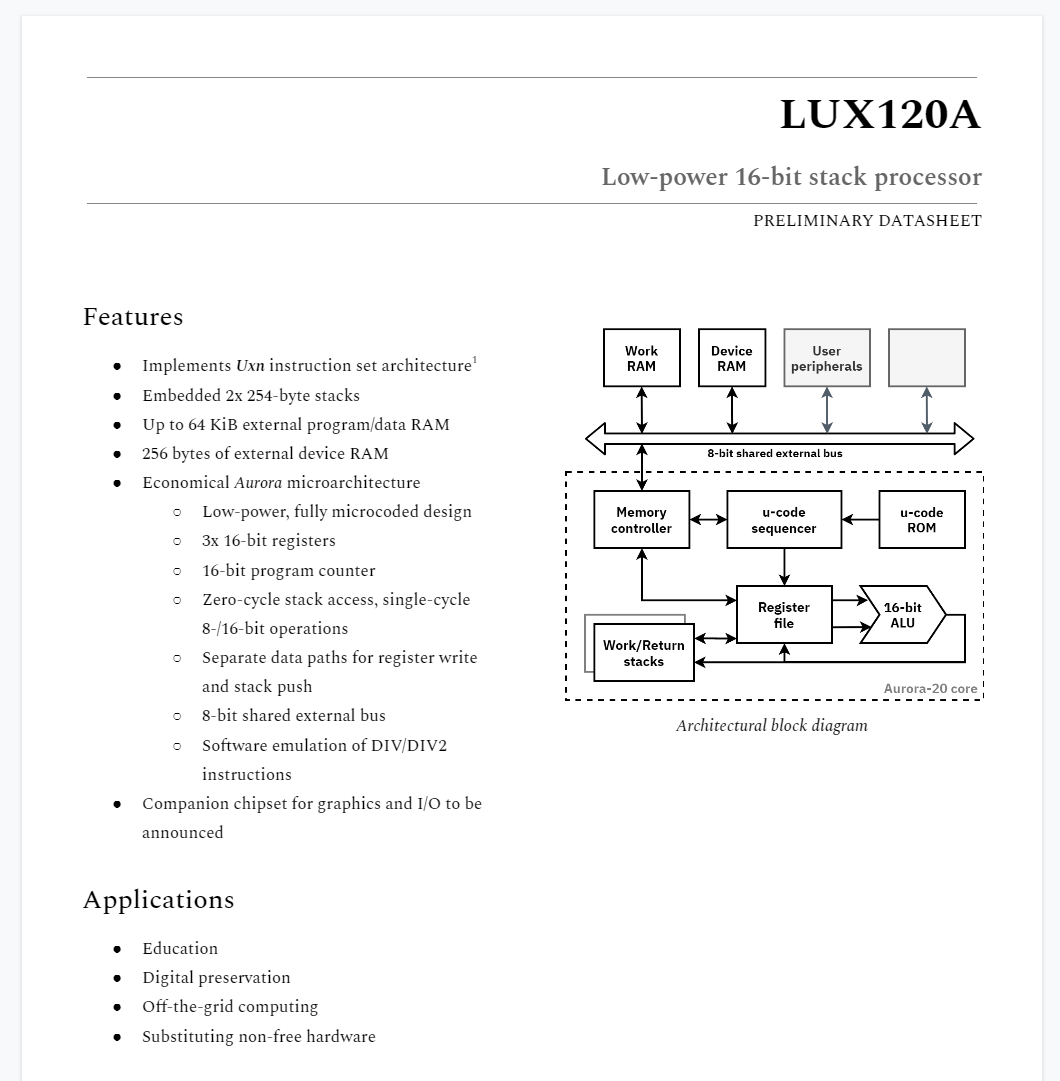 LUX120A
Low-power 16-bit stack processor
PRELIMINARY DATASHEET
Features
● Implements Uxn instruction set architecture¹
● Embedded 2x 254-byte stacks
● Up to 64 KiB external program/data RAM
● 256 bytes of external device RAM
● Economical Aurora microarchitecture
○ Low-power, fully microcoded design
○ 3x 16-bit registers
○ 16-bit program counter
○ Zero-cycle stack access, single-cycle
8-/16-bit operations
○ Separate data paths for register write
and stack push
○ 8-bit shared external bus
○ Software emulation of DIV/DIV2
instructions
● Companion chipset for graphics and I/O to be
announced
Work
RAM
Device
RAM
User
peripherals
8-bit shared external bus
Memory
controller
u-code
sequencer
u-code
ROM
Register
file
16-bit
ALU
Work/Return
stacks
Aurora-20 core
Architectural block diagram
Applications
● Education
● Digital preservation
● Off-the-grid computing
● Substituting non-free hardware